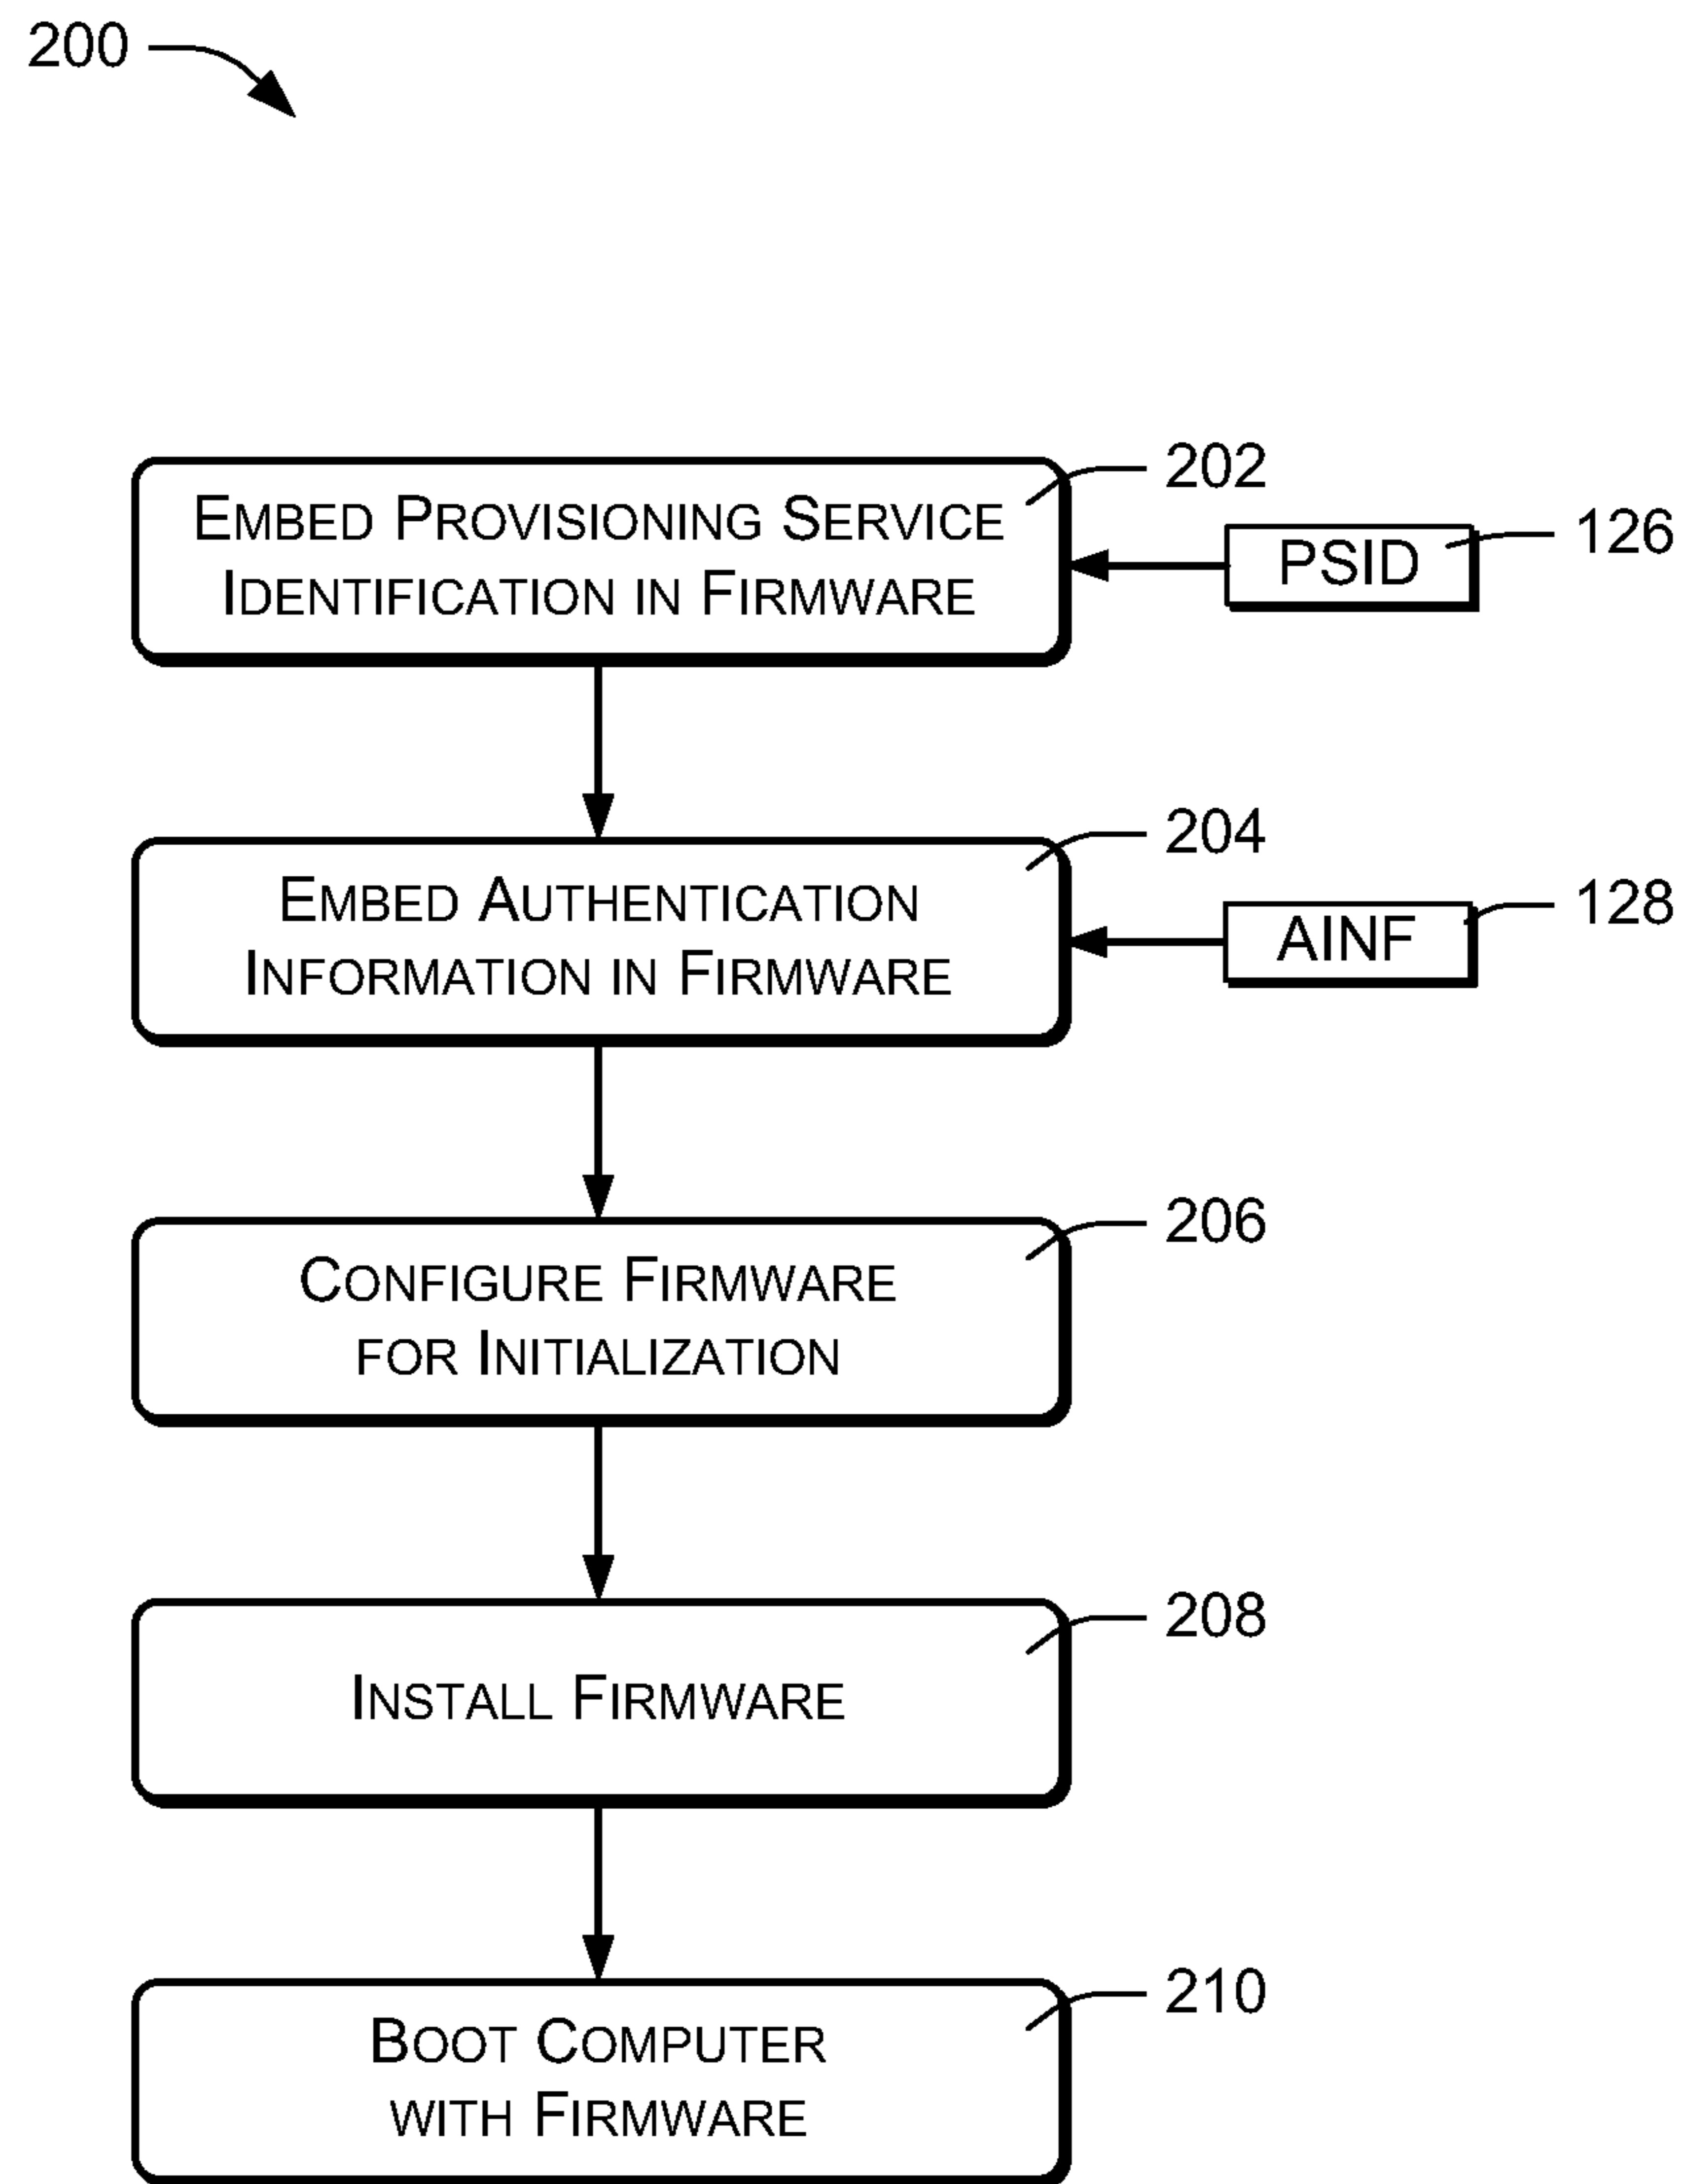 200
202
EMBED PROVISIONING SERVICE
IDENTIFICATION IN FIRMWARE
126
PSID
204
EMBED AUTHENTICATION
INFORMATION IN FIRMWARE
128
AINF
206
CONFIGURE FIRMWARE
FOR INITIALIZATION
208
INSTALL FIRMWARE
210
BOOT COMPUTER
WITH FIRMWARE